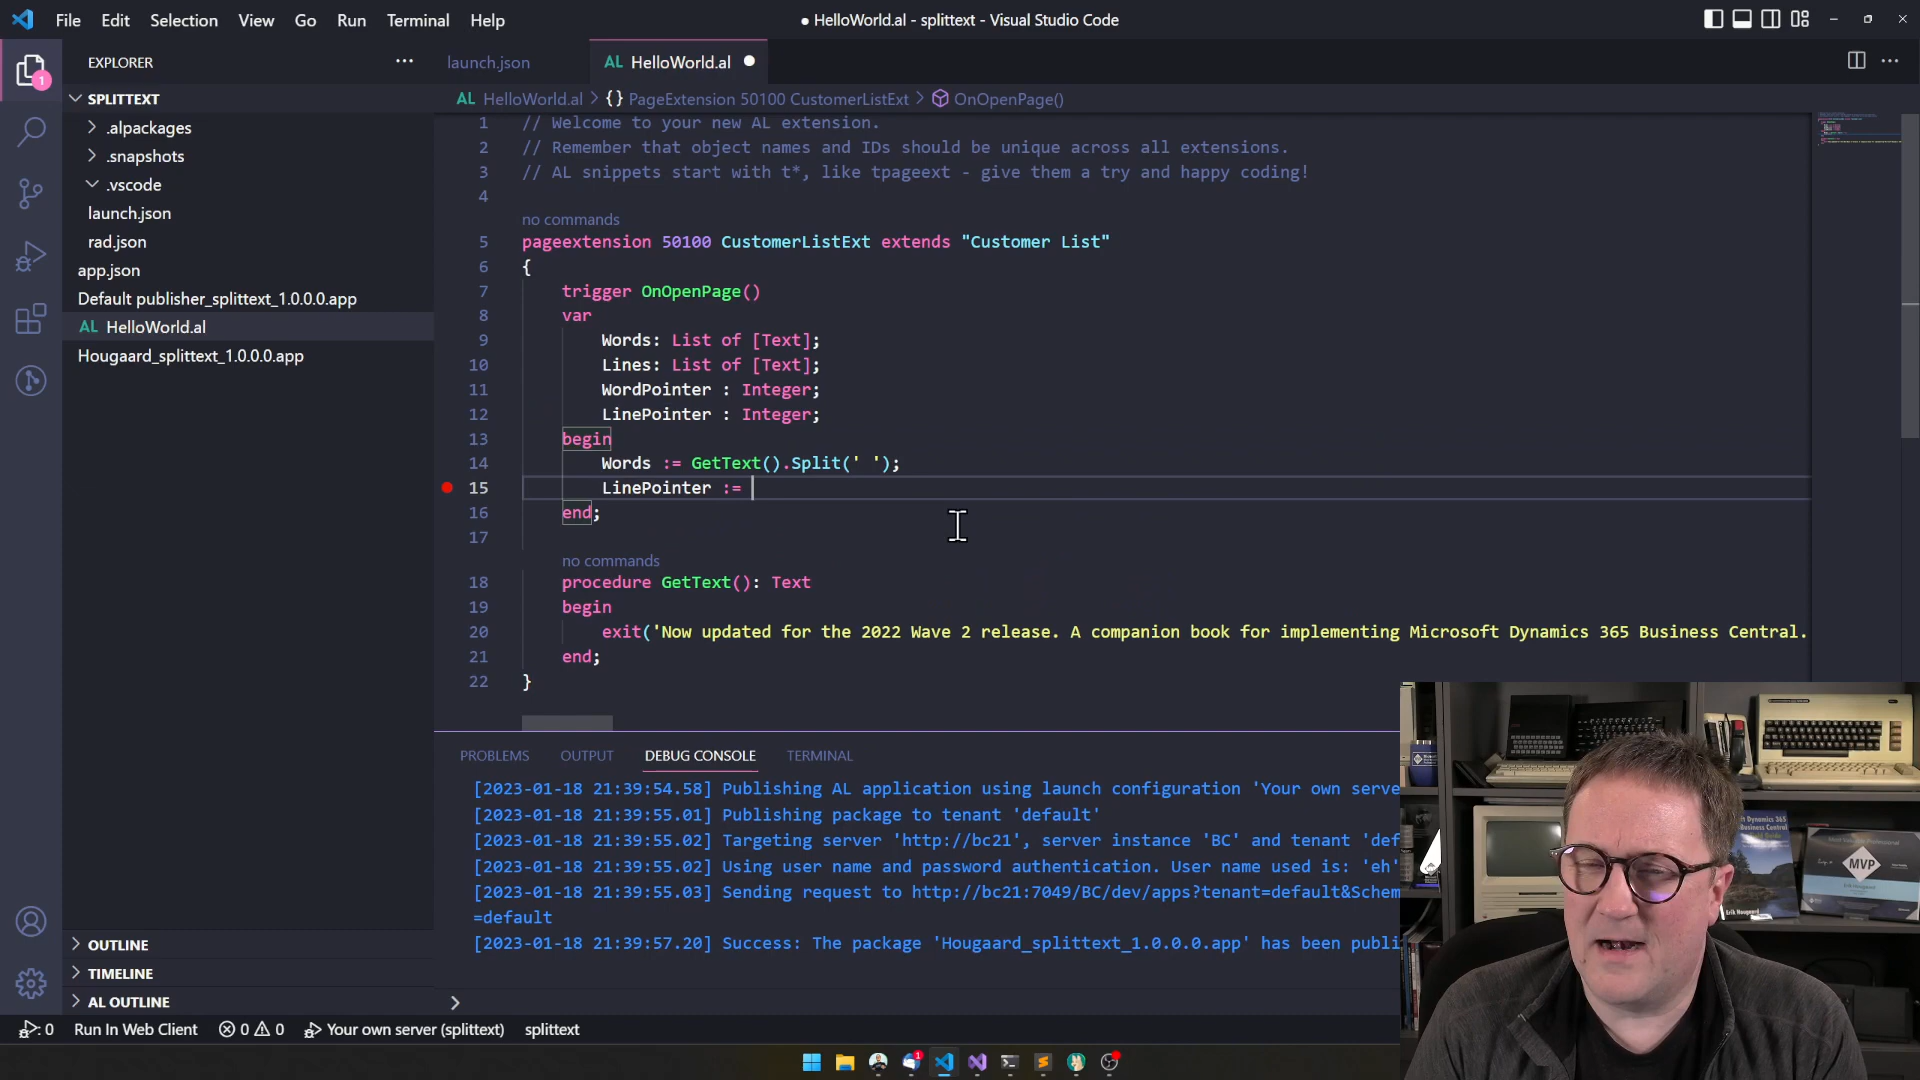 File Edit Selection View Go Run Terminal Help
● HelloWorld.al - splittext - Visual Studio Code
EXPLORER
launch.json
AL HelloWorld.al
SPLITTEXT
AL HelloWorld.al > {} PageExtension 50100 CustomerListExt > OnOpenPage()
.alpackages
.snapshots
.vscode
launch.json
rad.json
app.json
Default publisher_splittext_1.0.0.0.app
AL HelloWorld.al
Hougaard_splittext_1.0.0.0.app
1 // Welcome to your new AL extension.
2 // Remember that object names and IDs should be unique across all extensions.
3 // AL snippets start with t*, like tpageext - give them a try and happy coding!
4
no commands
5 pageextension 50100 CustomerListExt extends "Customer List"
6 {
7 trigger OnOpenPage()
8 var
9 Words: List of [Text];
10 Lines: List of [Text];
11 WordPointer : Integer;
12 LinePointer : Integer;
13 begin
14 Words := GetText().Split(' ');
15 LinePointer :=
16 end;
17
no commands
18 procedure GetText(): Text
19 begin
20 exit('Now updated for the 2022 Wave 2 release. A companion book for implementing Microsoft Dynamics 365 Business Central.
21 end;
22 }
PROBLEMS OUTPUT DEBUG CONSOLE TERMINAL
[2023-01-18 21:39:54.58] Publishing AL application using launch configuration 'Your own serve
[2023-01-18 21:39:55.01] Publishing package to tenant 'default'
[2023-01-18 21:39:55.02] Targeting server 'http://bc21', server instance 'BC' and tenant 'def
[2023-01-18 21:39:55.02] Using user name and password authentication. User name used is: 'eh'
[2023-01-18 21:39:55.03] Sending request to http://bc21:7049/BC/dev/apps?tenant=default&Schem
=default
[2023-01-18 21:39:57.20] Success: The package 'Hougaard_splittext_1.0.0.0.app' has been publi
OUTLINE
TIMELINE
AL OUTLINE
: 0 Run In Web Client 0 0 Your own server (splittext) splittext
1
1
MVP
Erik Hougaard